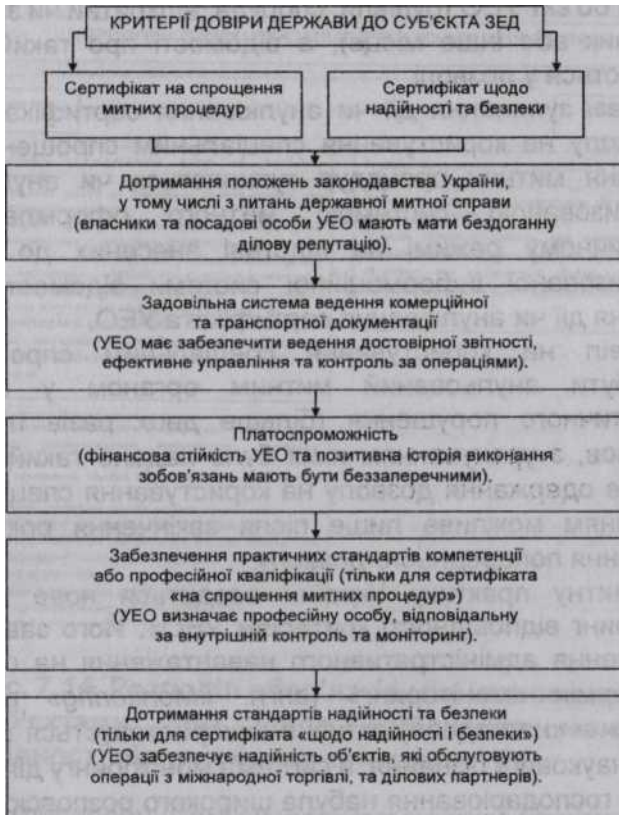 КРИТЕРІЇ ДОВІРИ ДЕРЖАВИ ДО СУБ'ЄКТА ЗЕД
Сертифікат на спрощення
митних процедур
Сертифікат щодо
надійності та безпеки
Дотримання положень законодавства України,
у тому числі з питань державної митної справи
(власники та посадові особи УЕО мають мати бездоганну
ділову репутацію).
Задовільна система ведення комерційної
та транспортної документації
(УЕО має забезпечити ведення достовірної звітності,
ефективне управління та контроль за операціями).
Платоспроможність
(фінансова стійкість УЕО та позитивна історія виконання
зобов'язань мають бути беззаперечними).
Забезпечення практичних стандартів компетенції
або професійної кваліфікації (тільки для сертифіката
«на спрощення митних процедур»)
(УЕО визначає професійну особу, відповідальну
за внутрішній контроль та моніторинг).
Дотримання стандартів надійності та безпеки
(тільки для сертифіката «щодо надійності і безпеки»)
(УЕО забезпечує надійність об'єктів, які обслуговують
операції з міжнародної торгівлі, та ділових партнерів).